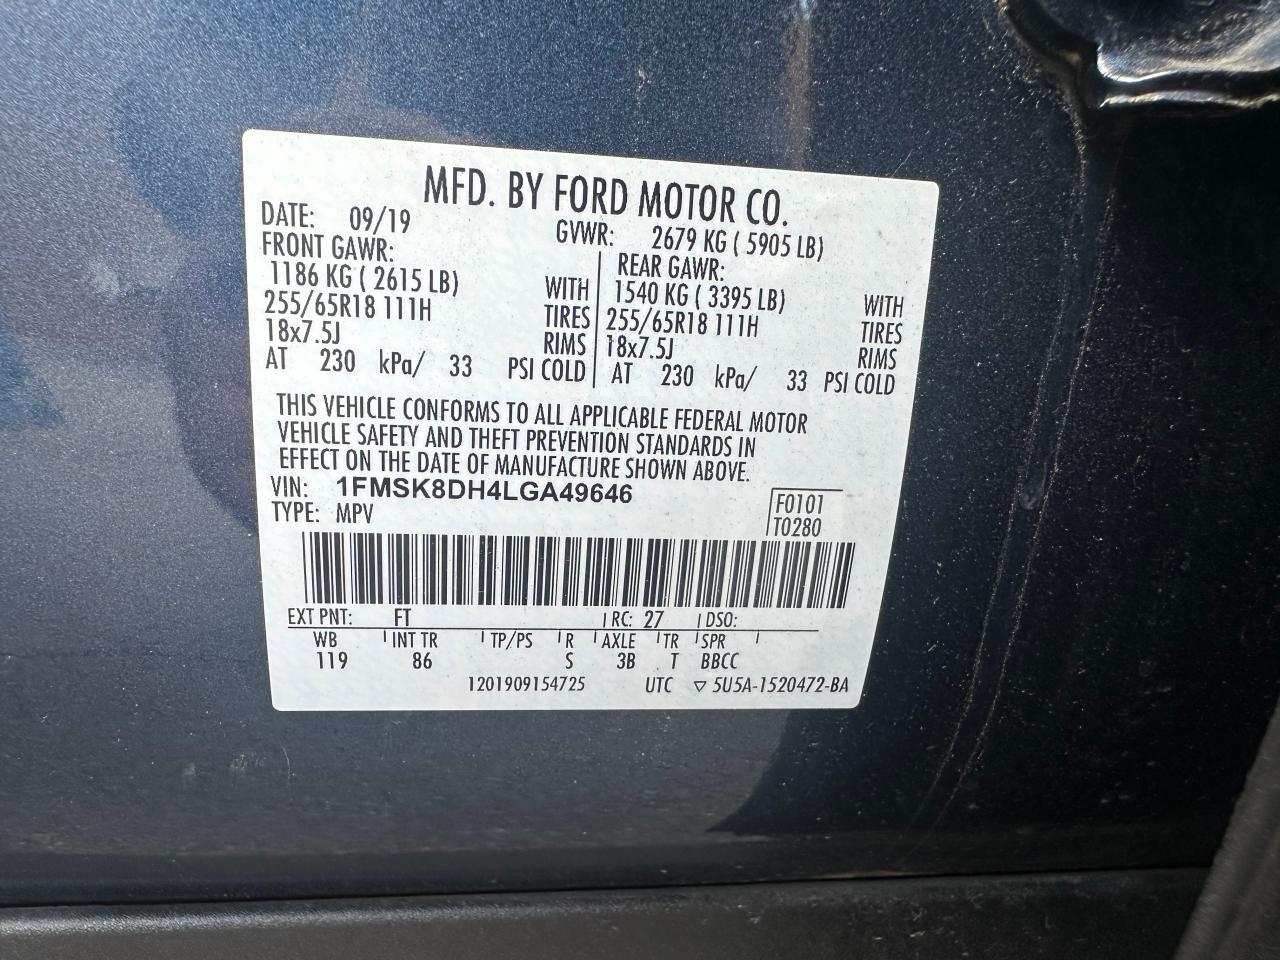 MFD. BY FORD MOTOR CO.
DATE: 09/19 GVWR: 2679 KG ( 5905 LB)
FRONT GAWR: REAR GAWR:
1186 KG ( 2615 LB) WITH 1540 KG ( 3395 LB) WITH
255/65R18 111H TIRES 255/65R18 111H TIRES
18x7.5J RIMS 18x7.5J RIMS
AT 230 kPa/ 33 PSI COLD AT 230 kPa/ 33 PSI COLD
THIS VEHICLE CONFORMS TO ALL APPLICABLE FEDERAL MOTOR
VEHICLE SAFETY AND THEFT PREVENTION STANDARDS IN
EFFECT ON THE DATE OF MANUFACTURE SHOWN ABOVE.
VIN: 1FMSK8DH4LGA49646
TYPE: MPV
F0101
T0280
EXT PNT: FT RC: 27 DSO:
WB INT TR TP/PS R AXLE TR SPR
119 86 S 3B T BBCC
1201909154725 UTC ▽ 5U5A-1520472-BA